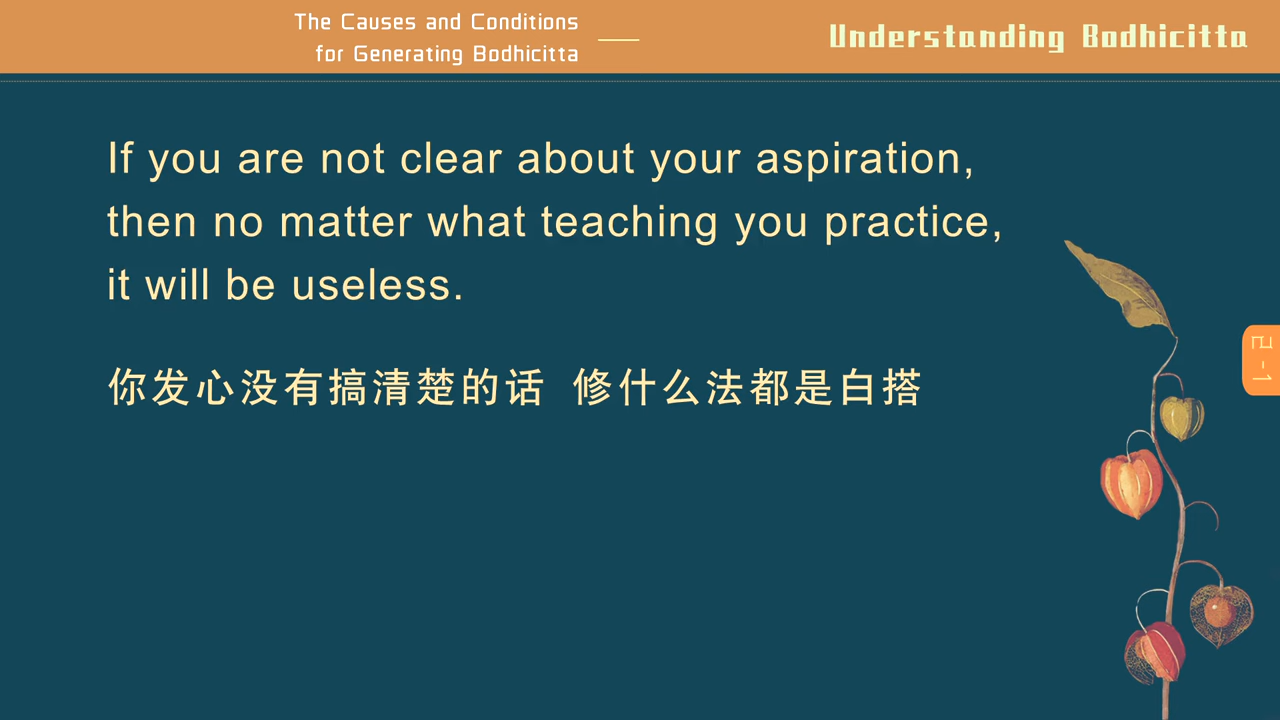 The Causes and Conditions
for Generating Bodhicitta
Understanding Bodhicitta
If you are not clear about your aspiration,
then no matter what teaching you practice,
it will be useless.
你发心没有搞清楚的话 修什么法都是白搭